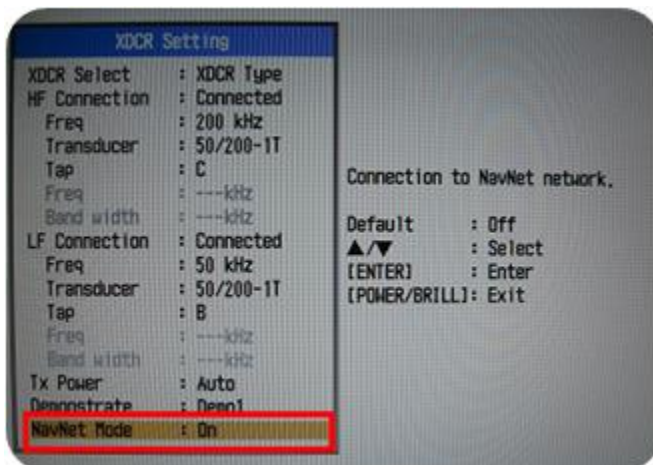 XDCR Setting
XDCR Select : XDCR Type
HF Connection : Connected
Freq : 200 kHz
Transducer : 50/200-1T
Tap : C
Freq : ---kHz
Band width : ---kHz
LF Connection : Connected
Freq : 50 kHz
Transducer : 50/200-1T
Tap : B
Freq : ---kHz
Band width : ---kHz
Tx Power : Auto
Demonstrate : Demo1
NavNet Mode : On
Connection to NavNet network.
Default : Off
▲/▼ : Select
[ENTER] : Enter
[POWER/BRILL]: Exit